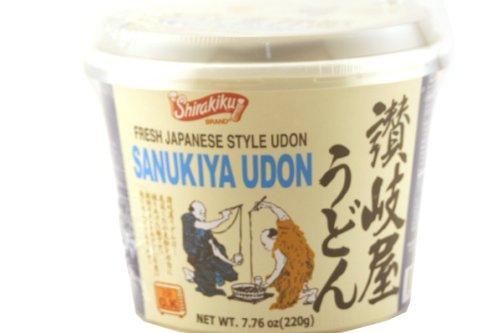 Shirakiku
BRAND
FRESH JAPANESE STYLE UDON
SANUKIYA UDON
讃岐屋
うどん
NET WT. 7.76 oz(220g)